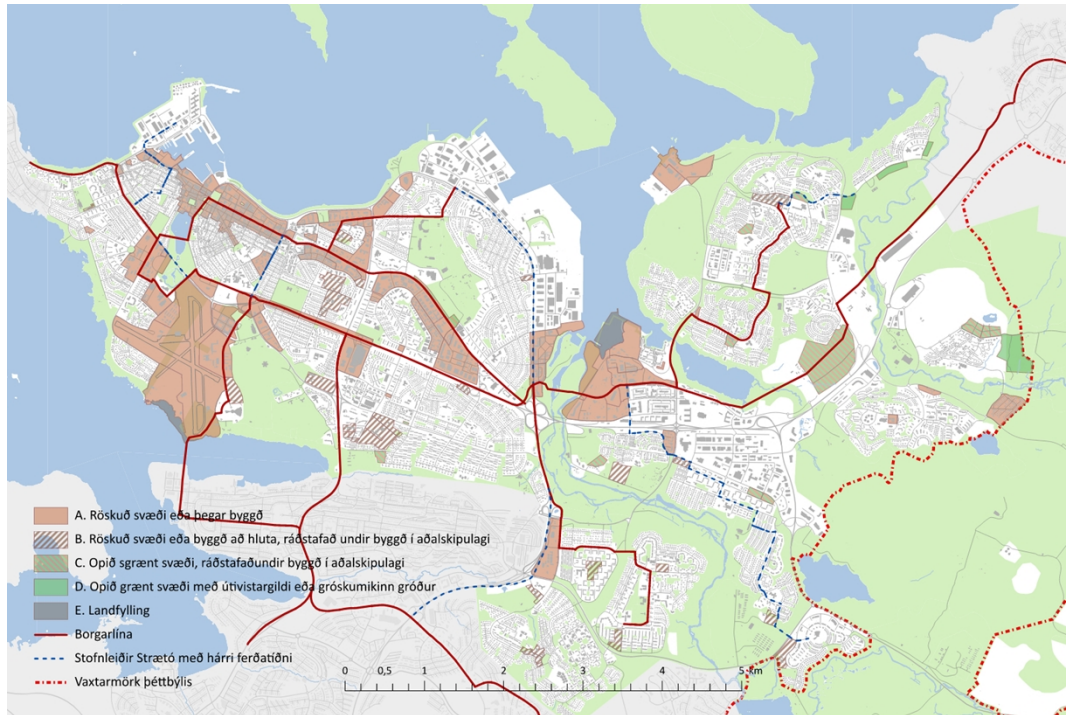 A. Röskuð svæði eða þegar byggð
B. Röskuð svæði eða byggð að hluta, ráðstafað undir byggð í aðalskipulagi
C. Opið sgrænt svæði, ráðstafaðundir byggð í aðalskipulagi
D. Opið grænt svæði með útivistargildi eða gróskumikinn gróður
E. Landfylling
Borgarlína
Stofnleiðir Strætó með hárri ferðatíðni
Vaxtarmörk þéttbýlis
0 0,5 1 2 3 4 5 km